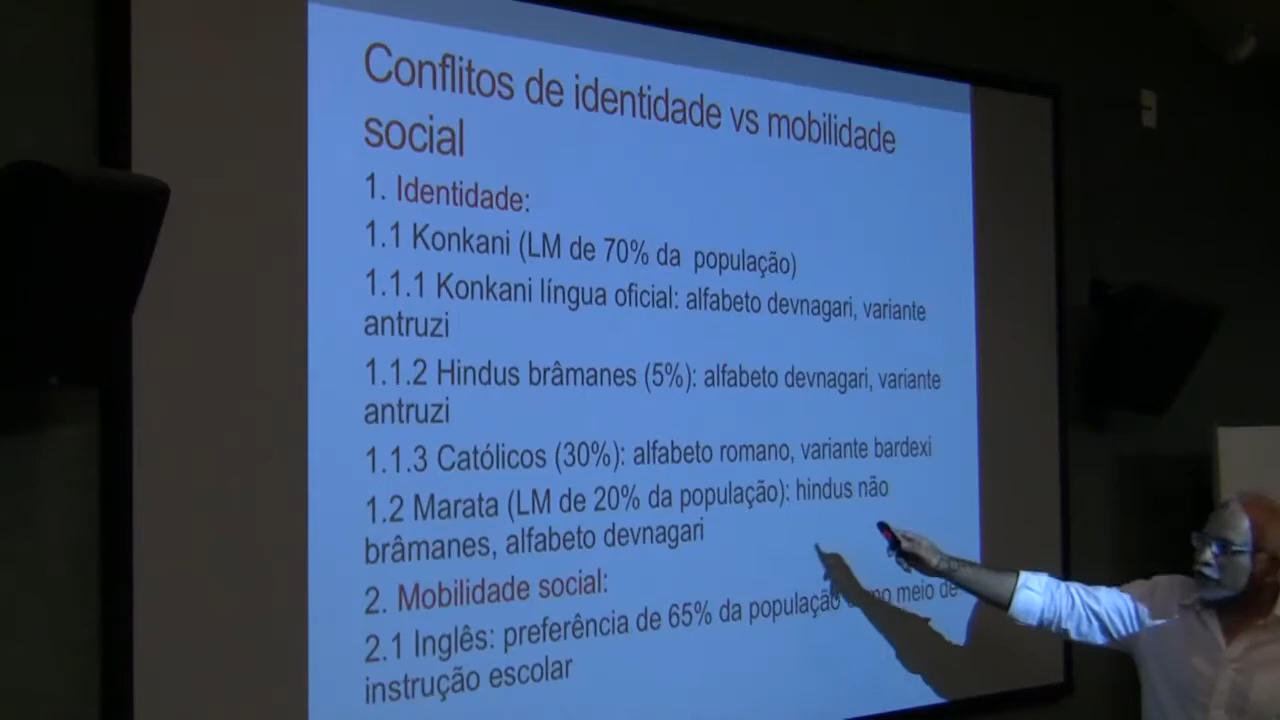 Conflitos de identidade vs mobilidade
social
1. Identidade:
1.1 Konkani (LM de 70% da população)
1.1.1 Konkani língua oficial: alfabeto devnagari, variante
antruzi
1.1.2 Hindus brâmanes (5%): alfabeto devnagari, variante
antruzi
1.1.3 Católicos (30%): alfabeto romano, variante bardexi
1.2 Marata (LM de 20% da população): hindus não
brâmanes, alfabeto devnagari
2. Mobilidade social:
2.1 Inglês: preferência de 65% da população meio de
instrução escolar